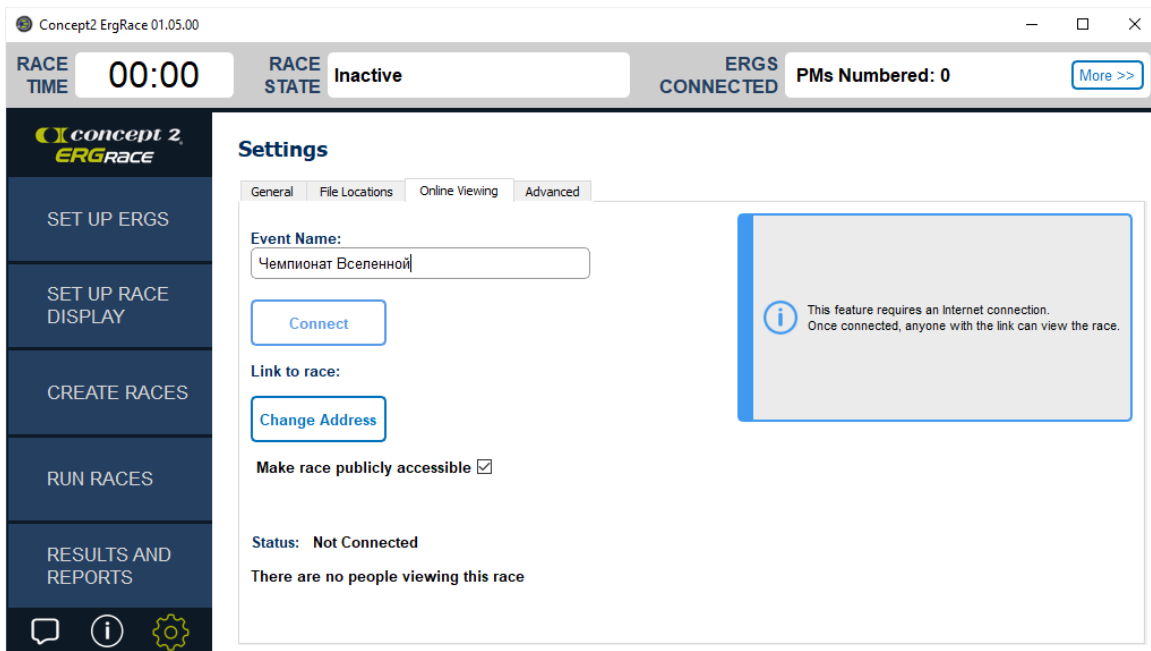 Concept2 ErgRace 01.05.00
RACE TIME
00:00
RACE STATE
Inactive
ERGS CONNECTED
PMs Numbered: 0
More >>
concept 2
ERGRACE
SET UP ERGS
SET UP RACE
DISPLAY
CREATE RACES
RUN RACES
RESULTS AND
REPORTS
Settings
General
File Locations
Online Viewing
Advanced
Event Name:
Чемпионат Вселенной
Connect
Link to race:
Change Address
Make race publicly accessible
Status: Not Connected
There are no people viewing this race
This feature requires an Internet connection.
Once connected, anyone with the link can view the race.